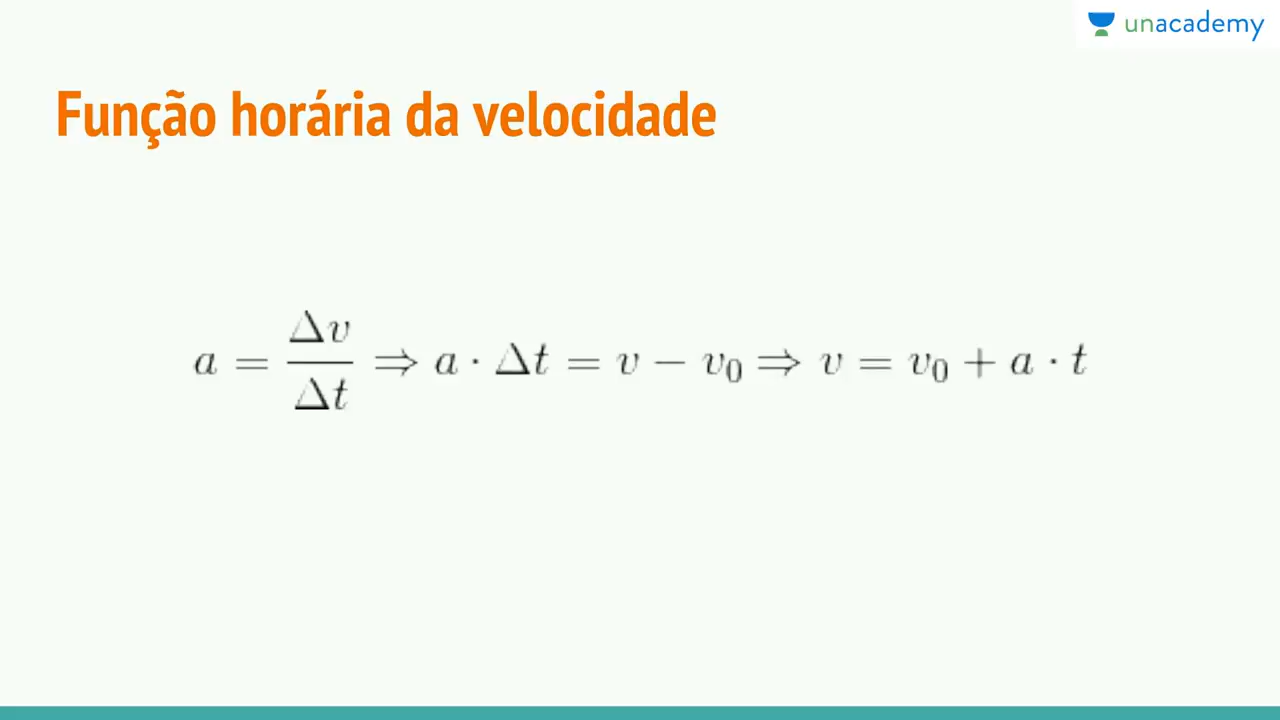 unacademy
Função horária da velocidade
a = Δv/Δt ⇒ a · Δt = v − v₀ ⇒ v = v₀ + a · t